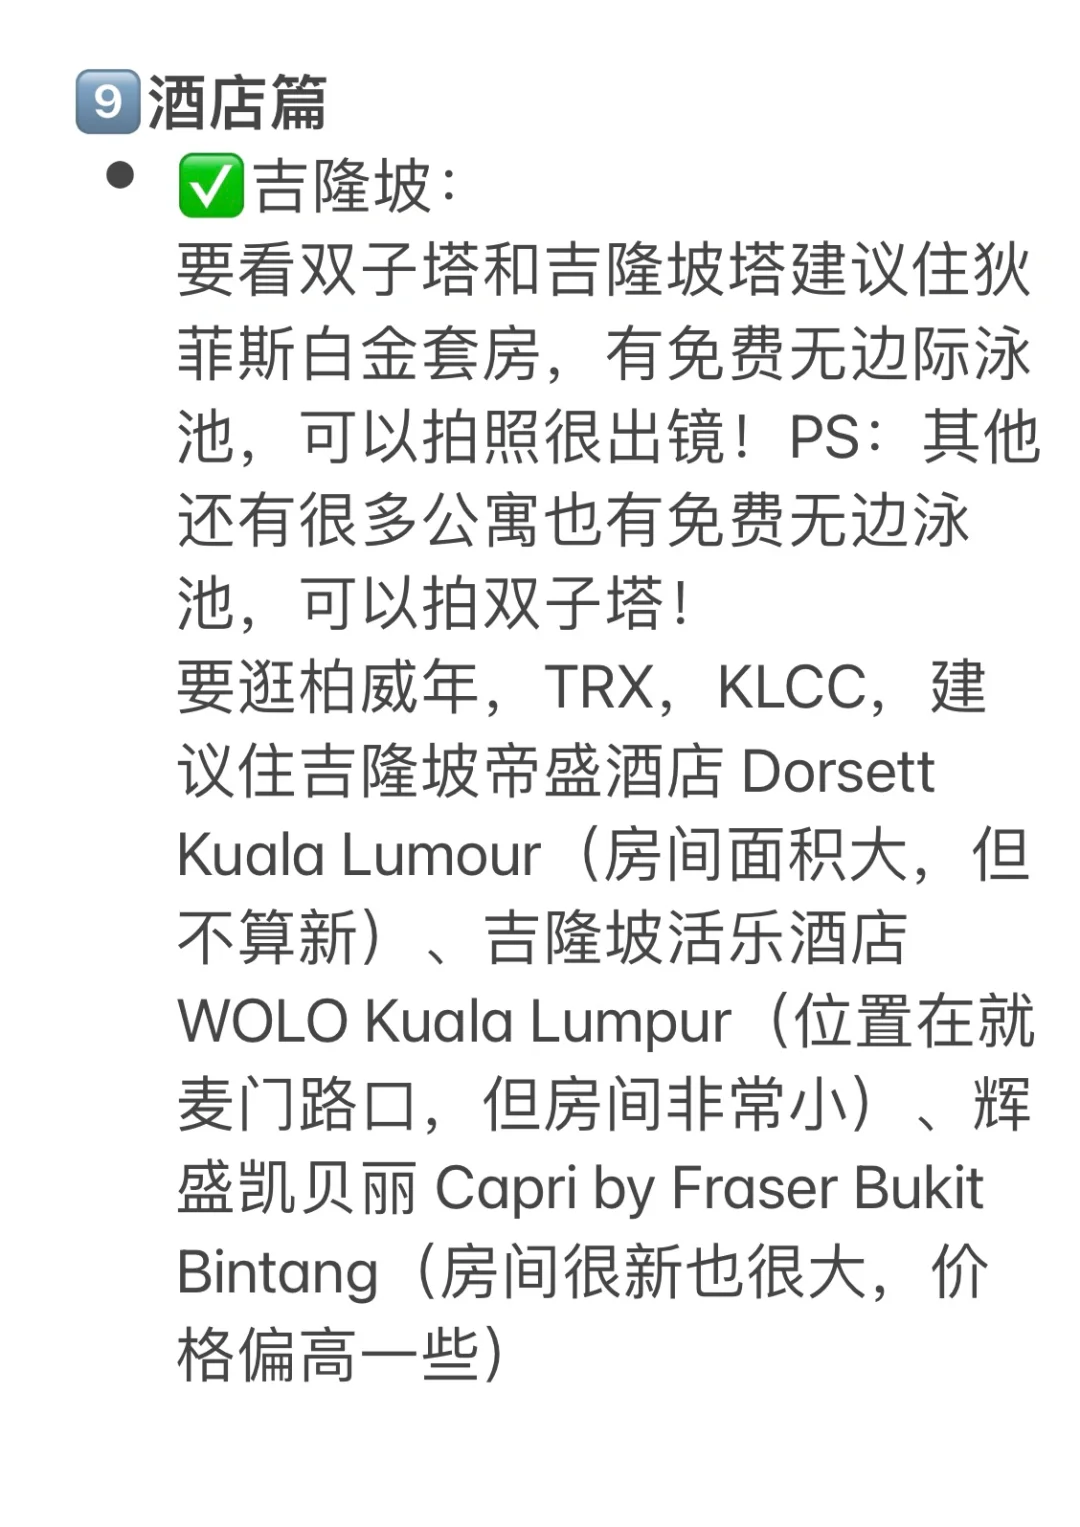 9️⃣酒店篇
• ✅吉隆坡：
要看双子塔和吉隆坡塔建议住狄
菲斯白金套房，有免费无边际泳
池，可以拍照很出镜！PS：其他
还有很多公寓也有免费无边泳
池，可以拍双子塔！
要逛柏威年，TRX，KLCC，建
议住吉隆坡帝盛酒店 Dorsett
Kuala Lumour（房间面积大，但
不算新）、吉隆坡活乐酒店
WOLO Kuala Lumpur（位置在就
麦门路口，但房间非常小）、辉
盛凯贝丽 Capri by Fraser Bukit
Bintang（房间很新也很大，价
格偏高一些）